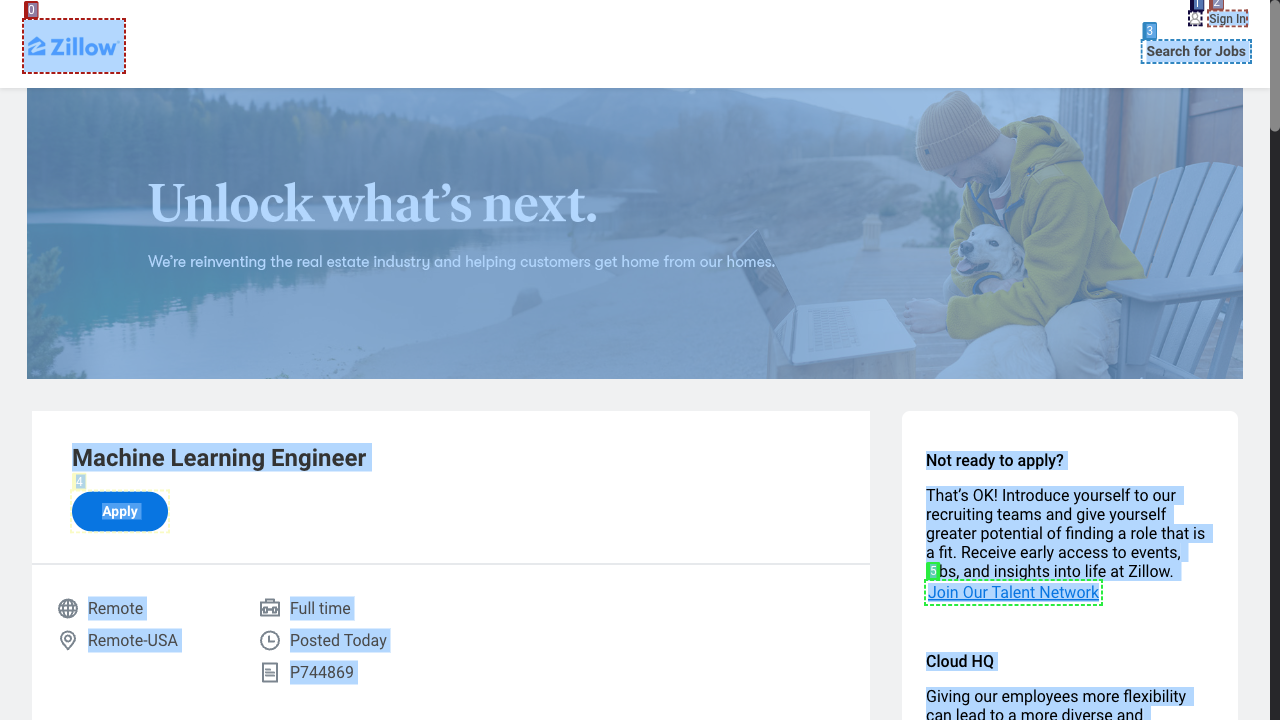 0
Zillow
1
2
Sign In
3
Search for Jobs
Unlock what's next.
We're reinventing the real estate industry and helping customers get home from our homes.
Machine Learning Engineer
4
Apply
Remote
Full time
Remote-USA
Posted Today
P744869
Not ready to apply?
That's OK! Introduce yourself to our
recruiting teams and give yourself
greater potential of finding a role that is
a fit. Receive early access to events,
5
bs, and insights into life at Zillow.
Join Our Talent Network
Cloud HQ
Giving our employees more flexibility
can lead to a more diverse and